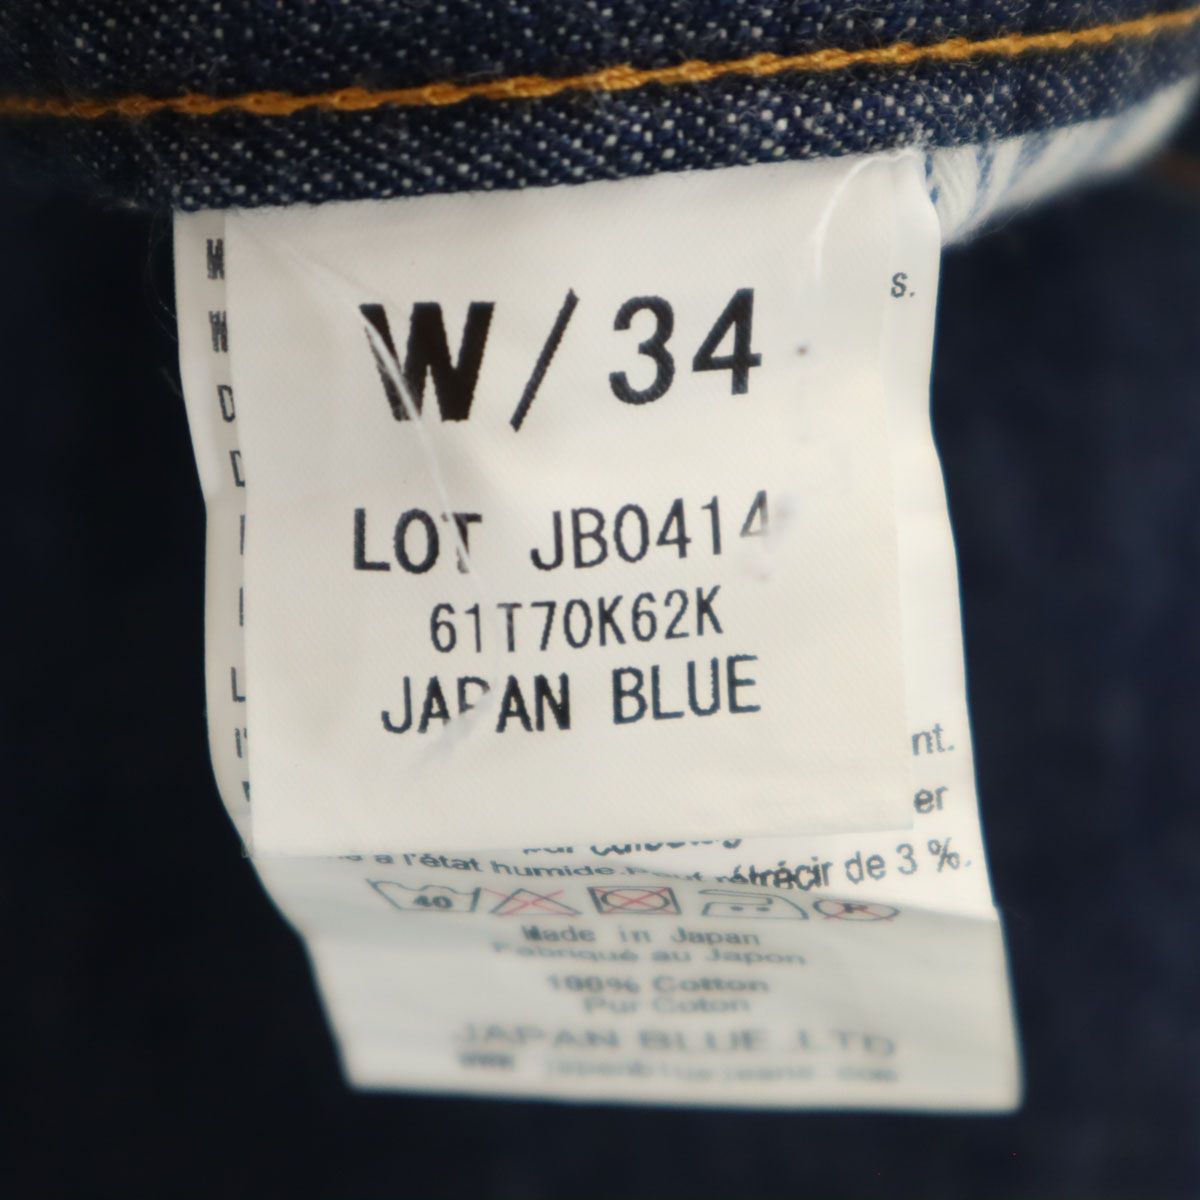 W/34
LOT JB0414
61T70K62K
JAPAN BLUE
s.
nt.
er
à l'état humide. Peut rétrécir de 3 %.
40
Made in Japan
Fabriqué au Japon
100% Cotton
Pur Coton
JAPAN BLUE .LTD